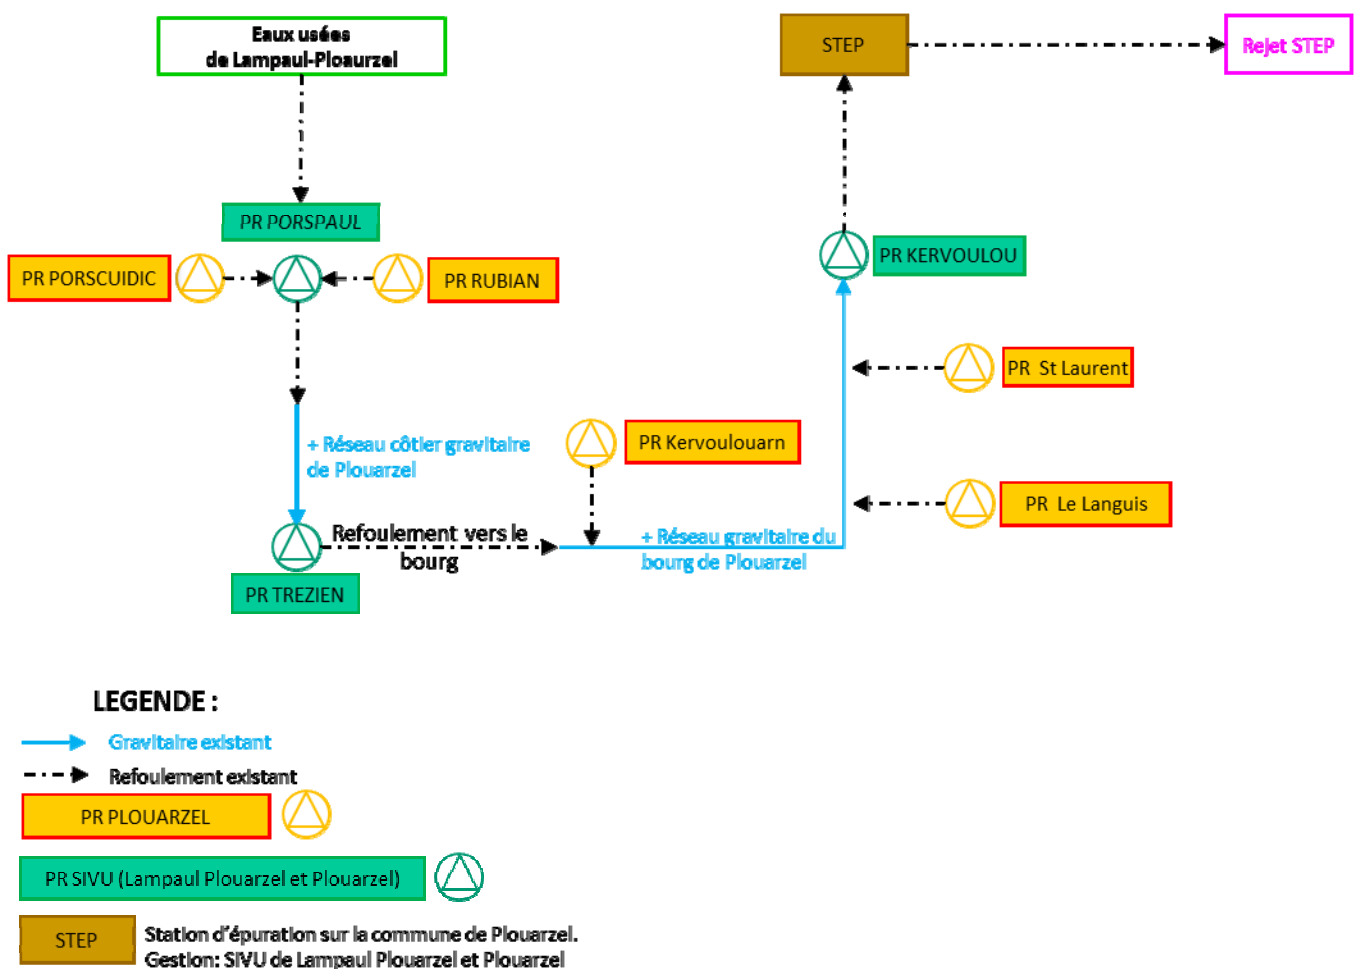 Eaux usées
de Lampaul-Ploaurzel
STEP
Rejet STEP
PR PORSPAUL
PR KERVOULOU
PR PORSCUIDIC
PR RUBIAN
PR St Laurent
+ Réseau côtier gravitaire
de Plouarzel
PR Kervoulouarn
PR Le Languis
Refoulement vers le
bourg
+ Réseau gravitaire du
bourg de Plouarzel
PR TREZIEN
LEGENDE :
Gravitaire existant
Refoulement existant
PR PLOUARZEL
PR SIVU (Lampaul Plouarzel et Plouarzel)
STEP
Station d'épuration sur la commune de Plouarzel.
Gestion: SIVU de Lampaul Plouarzel et Plouarzel